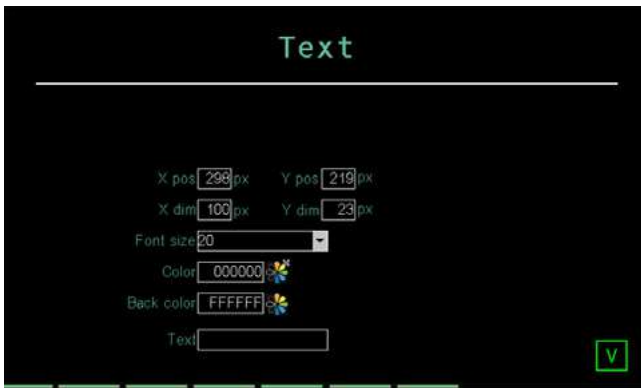 Text
X pos 298 px Y pos 219 px
X dim 100 px Y dim 23 px
Font size 20
Color 000000
Back color FFFFFF
Text
V